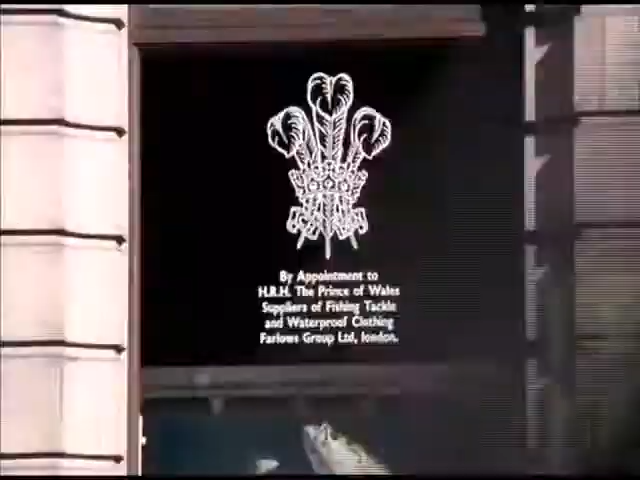 By Appointment to
H.R.H. The Prince of Wales
Suppliers of Fishing Tackle
and Waterproof Clothing
Farlows Group Ltd, london.